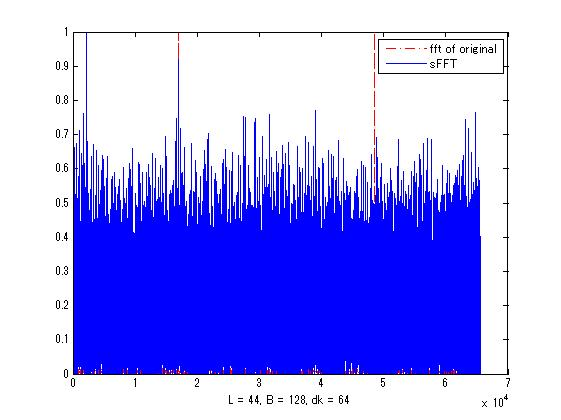 1
0.9
0.8
0.7
0.6
0.5
0.4
0.3
0.2
0.1
0
fft of original
sFFT
0 1 2 3 4 5 6 7
L = 44, B = 128, dk = 64
x 10^4